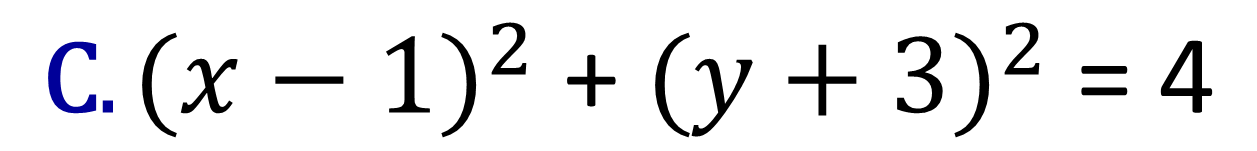 C. (x − 1)² + (y + 3)² = 4